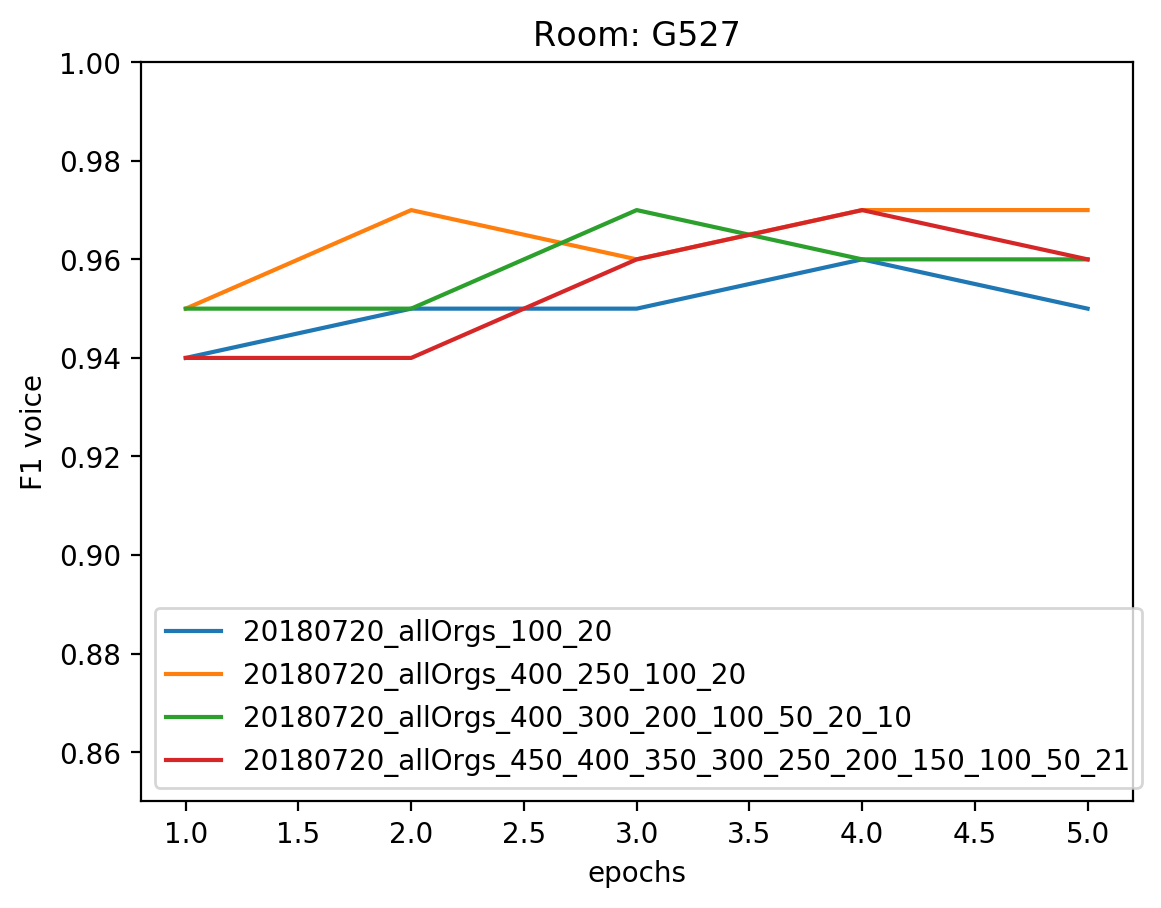 Room: G527
1.00
0.98
0.96
0.94
0.92
0.90
0.88
0.86
F1 voice
20180720_allOrgs_100_20
20180720_allOrgs_400_250_100_20
20180720_allOrgs_400_300_200_100_50_20_10
20180720_allOrgs_450_400_350_300_250_200_150_100_50_21
1.0 1.5 2.0 2.5 3.0 3.5 4.0 4.5 5.0
epochs